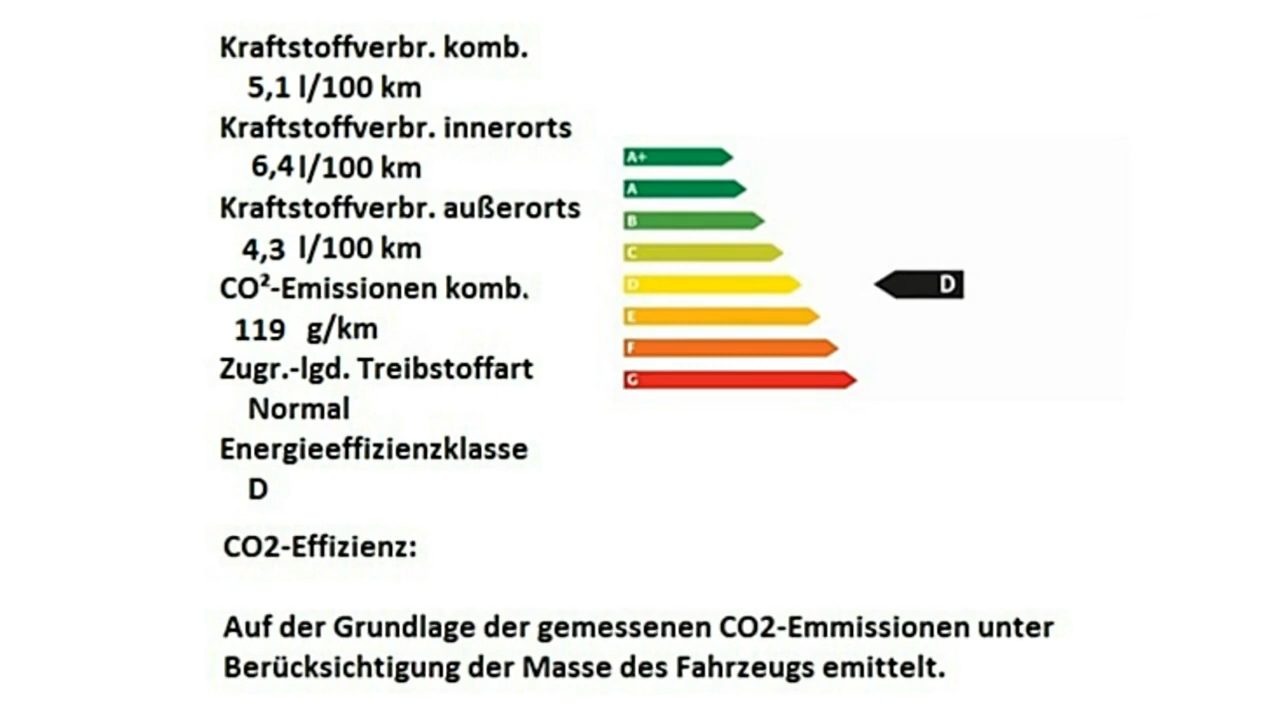 Kraftstoffverbr. komb.
5,1 l/100 km
Kraftstoffverbr. innerorts
6,4 l/100 km
Kraftstoffverbr. außerorts
4,3 l/100 km
CO²-Emissionen komb.
119 g/km
Zugr.-lgd. Treibstoffart
Normal
Energieeffizienzklasse
D
A+
A
B
C
D
D
E
F
G
CO2-Effizienz:
Auf der Grundlage der gemessenen CO2-Emmissionen unter
Berücksichtigung der Masse des Fahrzeugs emittelt.